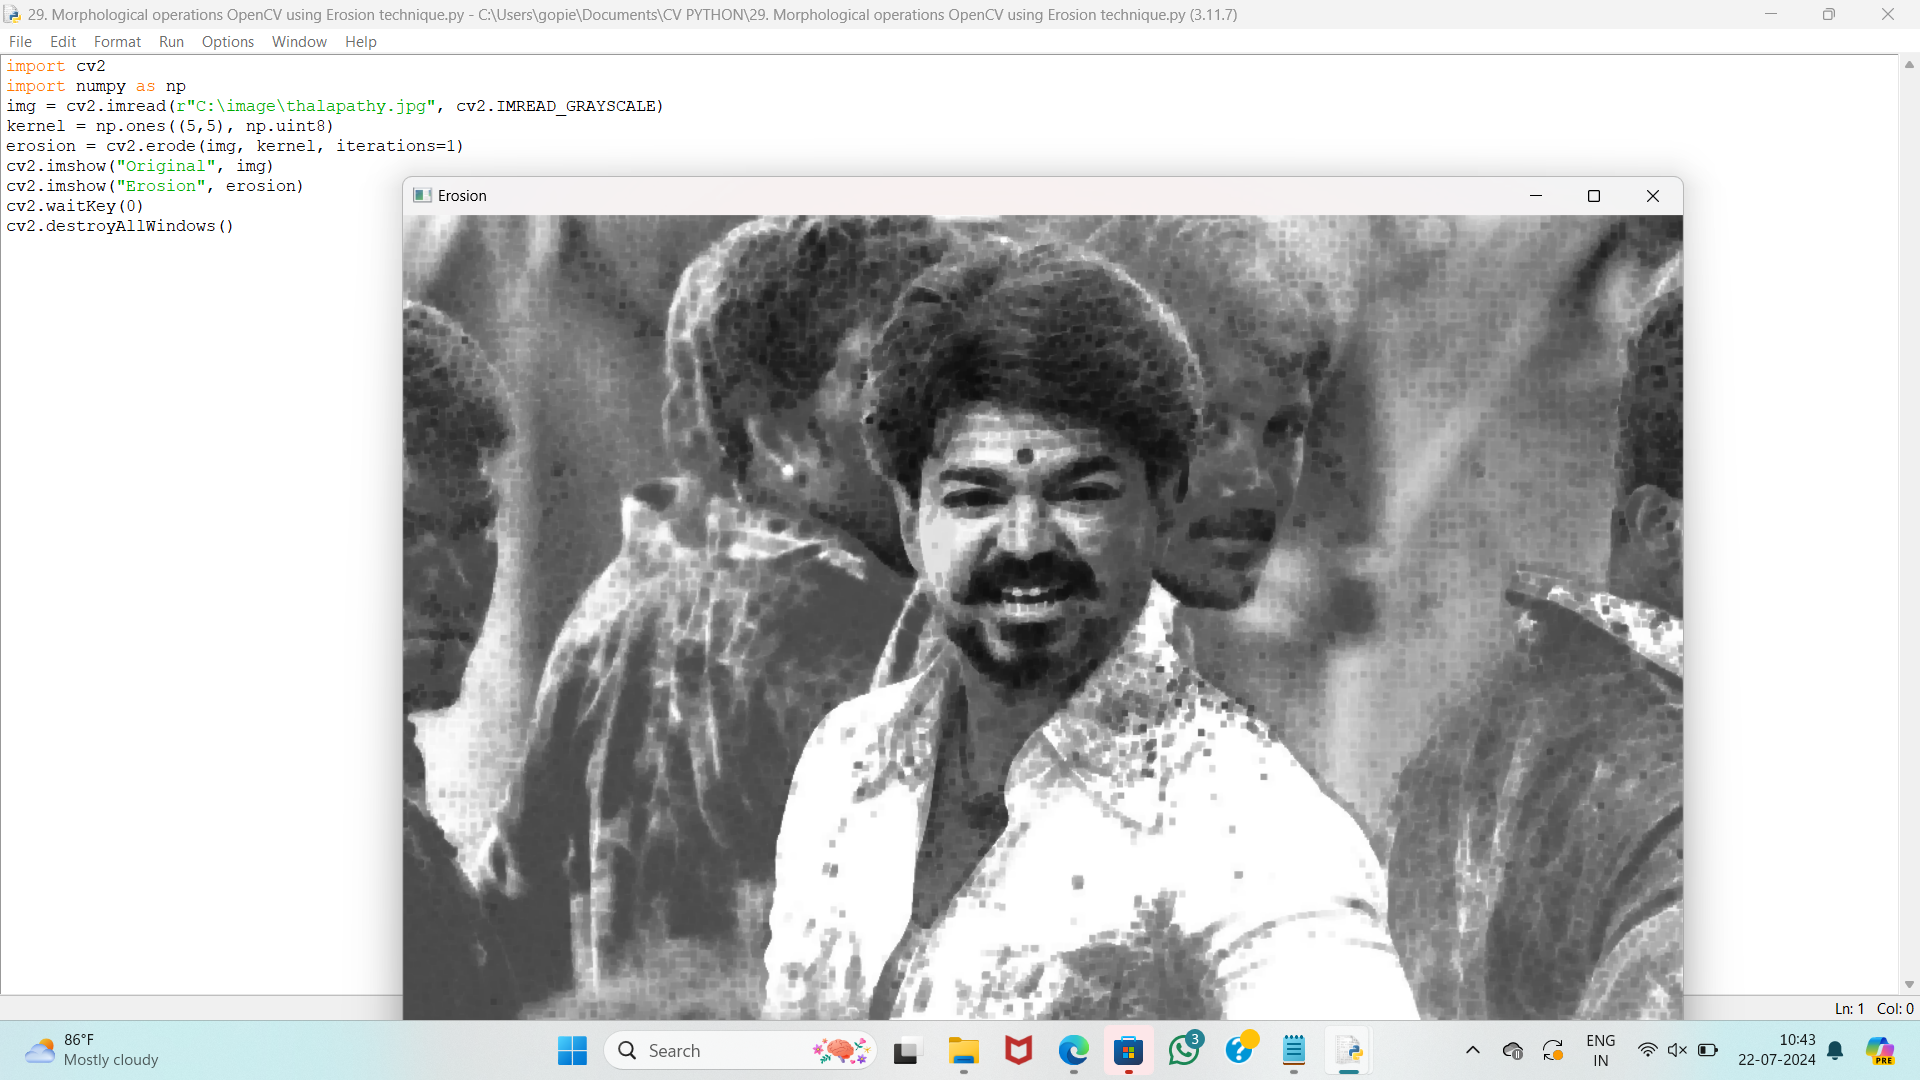 29. Morphological operations OpenCV using Erosion technique.py - C:\Users\gopie\Documents\CV PYTHON\29. Morphological operations OpenCV using Erosion technique.py (3.11.7)
File Edit Format Run Options Window Help
import cv2
import numpy as np
img = cv2.imread(r"C:\image\thalapathy.jpg", cv2.IMREAD_GRAYSCALE)
kernel = np.ones((5,5), np.uint8)
erosion = cv2.erode(img, kernel, iterations=1)
cv2.imshow("Original", img)
cv2.imshow("Erosion", erosion)
cv2.waitKey(0)
cv2.destroyAllWindows()
Erosion
Ln: 1 Col: 0
86°F
Mostly cloudy
Search
3
ENG
IN
10:43
22-07-2024
PRE